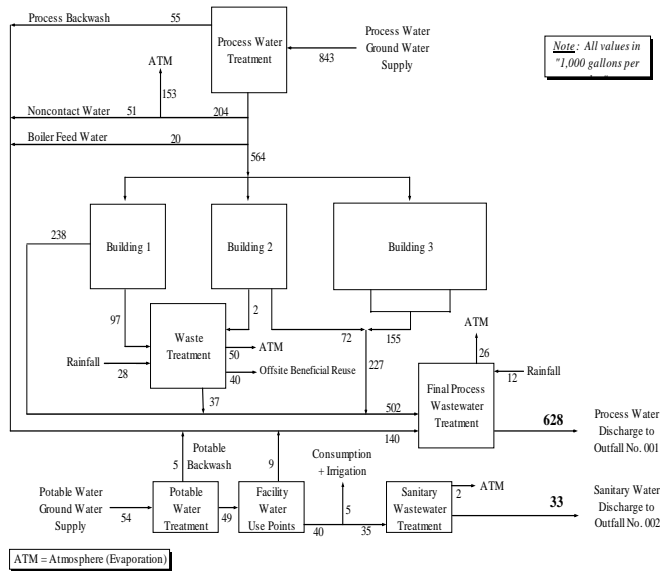 Process Backwash
55
Process Water
Treatment
843
Process Water
Ground Water
Supply
Note: All values in
"1,000 gallons per
ATM
153
Noncontact Water
51
204
Boiler Feed Water
20
564
238
Building 1
Building 2
Building 3
97
2
72
155
Waste
Treatment
50
ATM
Rainfall
28
40
Offsite Beneficial Reuse
37
227
ATM
26
Rainfall
12
Final Process
Wastewater
Treatment
502
140
628
Process Water
Discharge to
Outfall No. 001
5
Potable
Backwash
9
Consumption
+ Irrigation
5
Potable Water
Ground Water
Supply
54
Potable
Water
Treatment
49
Facility
Water
Use Points
40
35
Sanitary
Wastewater
Treatment
2
ATM
33
Sanitary Water
Discharge to
Outfall No. 002
ATM = Atmosphere (Evaporation)